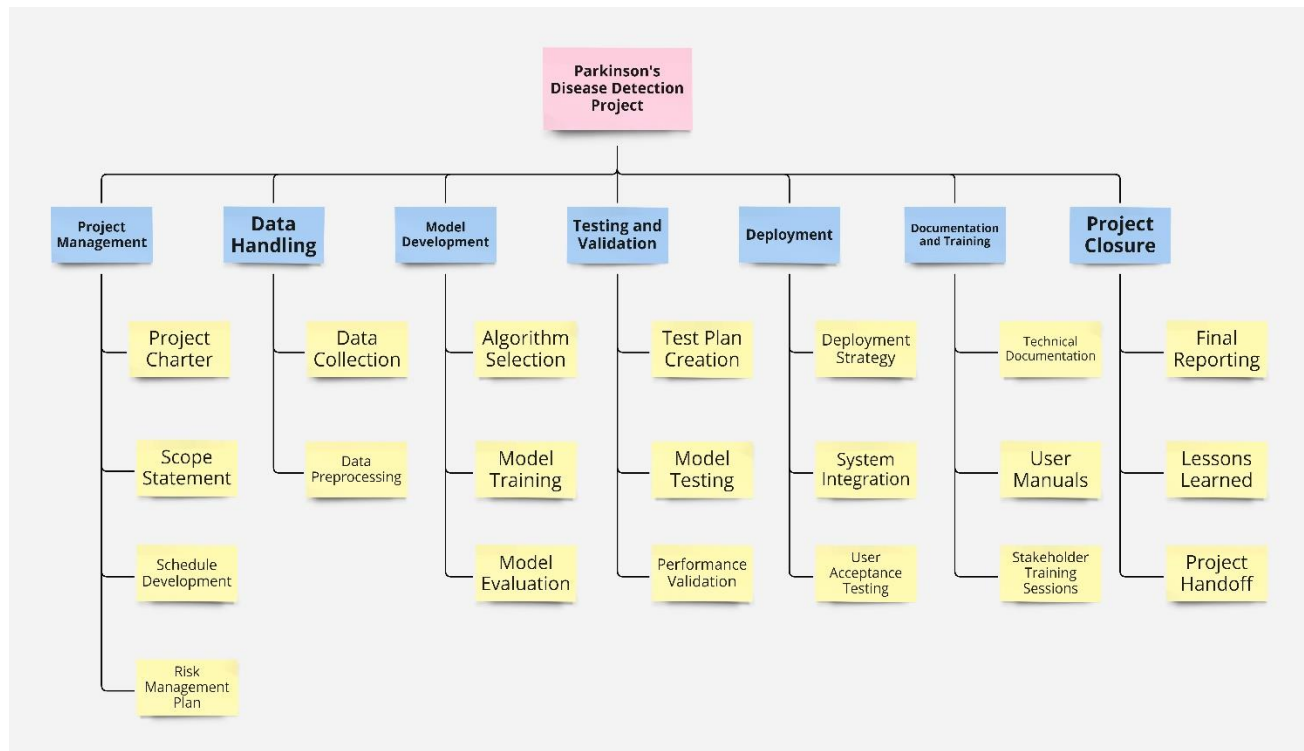 Parkinson's
Disease Detection
Project
Project
Management
Data
Handling
Model
Development
Testing and
Validation
Deployment
Documentation
and Training
Project
Closure
Project
Charter
Data
Collection
Algorithm
Selection
Test Plan
Creation
Deployment
Strategy
Technical
Documentation
Final
Reporting
Scope
Statement
Data
Preprocessing
Model
Training
Model
Testing
System
Integration
User
Manuals
Lessons
Learned
Schedule
Development
Model
Evaluation
Performance
Validation
User
Acceptance
Testing
Stakeholder
Training
Sessions
Project
Handoff
Risk
Management
Plan